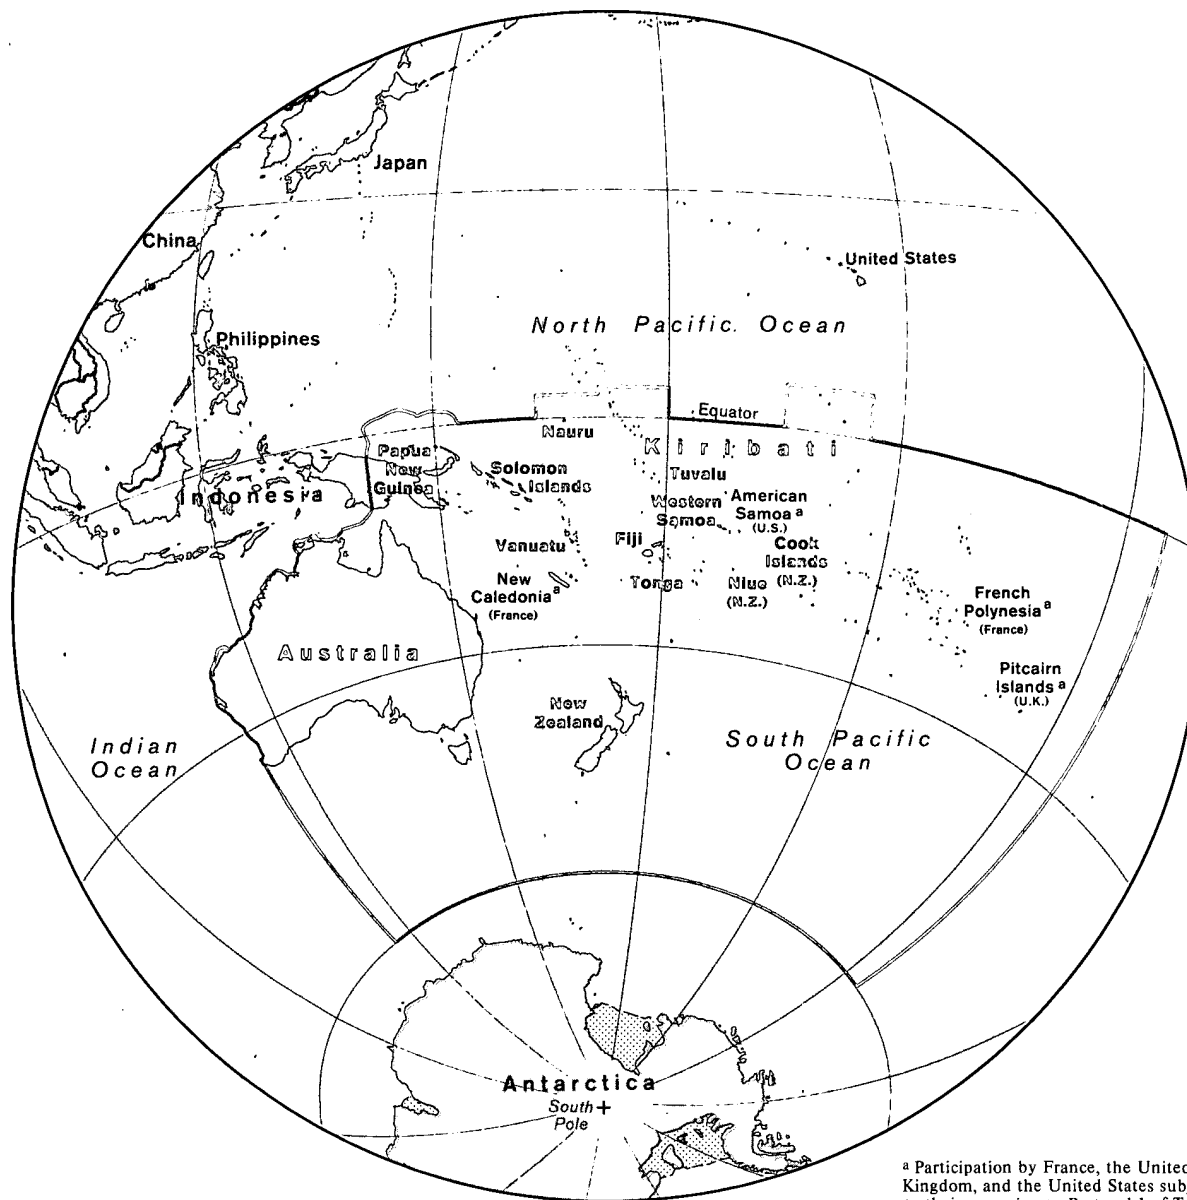 Japan
China
United States
North Pacific Ocean
Philippines
Equator
Nauru
Kiribati
Papua
New
Guinea
Solomon
Islands
Tuvalu
Indonesia
Western
Samoa
American
Samoa a
(U.S.)
Vanuatu
Fiji
Cook
Islands
(N.Z.)
New
Caledonia a
(France)
Tonga
Niue
(N.Z.)
French
Polynesia a
(France)
Australia
Pitcairn
Islands a
(U.K.)
New
Zealand
Indian
Ocean
South Pacific
Ocean
Antarctica
South
Pole
a Participation by France, the United
Kingdom, and the United States sub